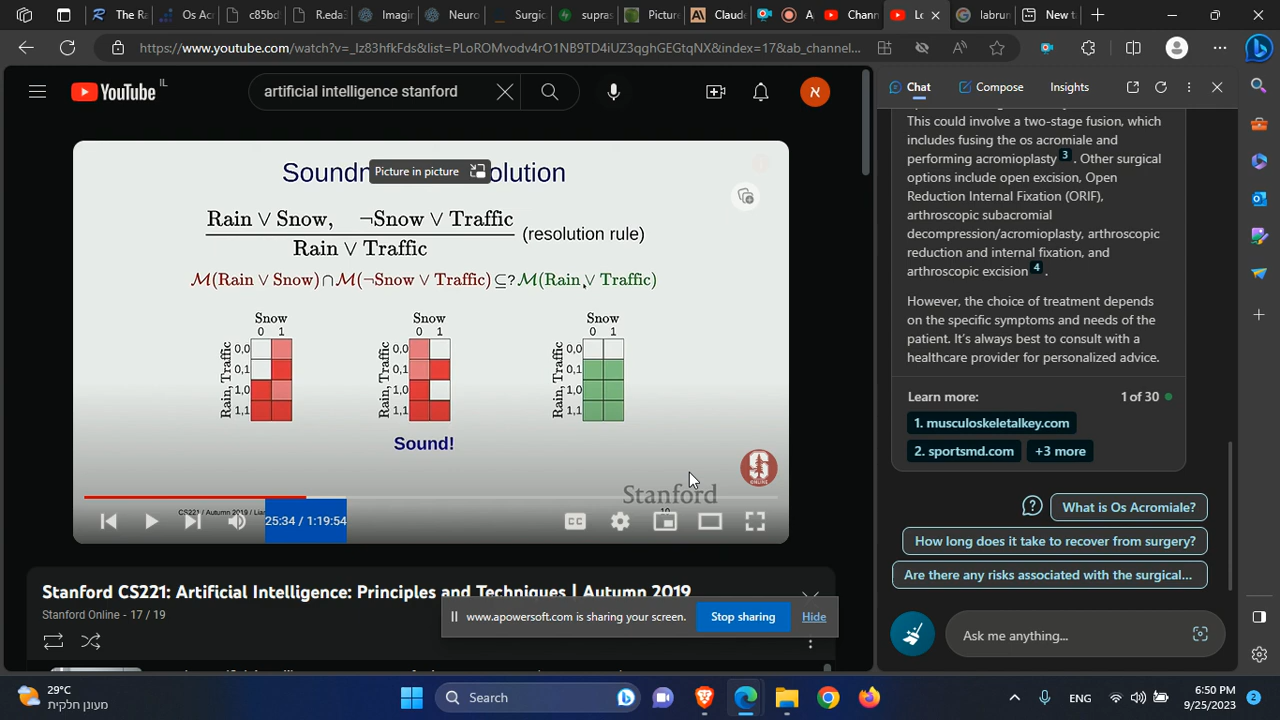 The Ra
Os Ac
c85bd
R.eda3
Imagin
Neuro
Surgic
supras
Picture
Claude
A
Chann
Lo
labrun
New t
https://www.youtube.com/watch?v=_lz83hfkFds&list=PLoROMvodv4rO1NB9TD4iUZ3qghGEGtqNX&index=17&ab_channel...
YouTube IL
artificial intelligence stanford
א
Picture in picture
Rain ∨ Snow, ¬Snow ∨ Traffic
Rain ∨ Traffic
(resolution rule)
M(Rain ∨ Snow) ∩ M(¬Snow ∨ Traffic) ⊆? M(Rain ∨ Traffic)
Snow
0 1
Rain, Traffic
0,0
0,1
1,0
1,1
Snow
0 1
Rain, Traffic
0,0
0,1
1,0
1,1
Snow
0 1
Rain, Traffic
0,0
0,1
1,0
1,1
Sound!
S
ONLINE
Stanford
CS221 / Autumn 2019 /
25:34 / 1:19:54
CC
Stanford CS221: Artificial Intelligence: Principles and Techniques | Autumn 2019
Stanford Online - 17 / 19
www.apowersoft.com is sharing your screen.
Stop sharing
Hide
Chat
Compose
Insights
This could involve a two-stage fusion, which
includes fusing the os acromiale and
performing acromioplasty 3 . Other surgical
options include open excision, Open
Reduction Internal Fixation (ORIF),
arthroscopic subacromial
decompression/acromioplasty, arthroscopic
reduction and internal fixation, and
arthroscopic excision 4 .
However, the choice of treatment depends
on the specific symptoms and needs of the
patient. It's always best to consult with a
healthcare provider for personalized advice.
Learn more:
1 of 30
1. musculoskeletalkey.com
2. sportsmd.com
+3 more
What is Os Acromiale?
How long does it take to recover from surgery?
Are there any risks associated with the surgical...
Ask me anything...
29°C
מעונן חלקית
Search
ENG
6:50 PM
9/25/2023
2